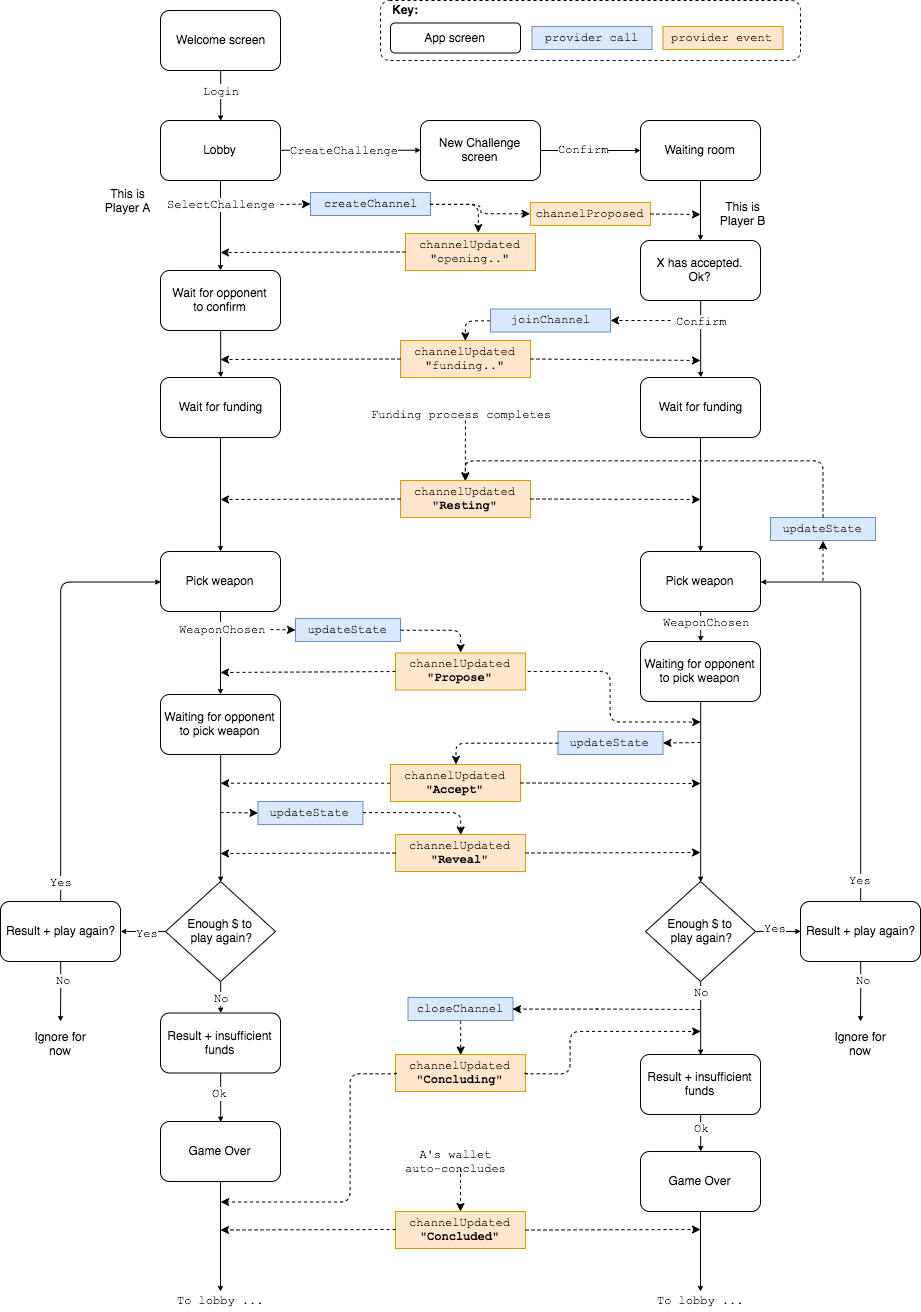 Key:
App screen
provider call
provider event
Welcome screen
Login
Lobby
CreateChallenge
New Challenge
screen
Confirm
Waiting room
This is
Player A
SelectChallenge
createChannel
channelProposed
This is
Player B
channelUpdated
"opening.."
X has accepted.
Ok?
Wait for opponent
to confirm
joinChannel
Confirm
channelUpdated
"funding.."
Wait for funding
Wait for funding
Funding process completes
channelUpdated
"Resting"
updateState
Pick weapon
Pick weapon
WeaponChosen
updateState
WeaponChosen
channelUpdated
"Propose"
Waiting for opponent
to pick weapon
Waiting for opponent
to pick weapon
updateState
channelUpdated
"Accept"
updateState
channelUpdated
"Reveal"
Yes
Yes
Result + play again?
Yes
Enough $ to
play again?
Enough $ to
play again?
Yes
Result + play again?
No
No
No
No
Ignore for
now
closeChannel
Ignore for
now
Result + insufficient
funds
channelUpdated
"Concluding"
Result + insufficient
funds
Ok
Ok
Game Over
A's wallet
auto-concludes
Game Over
channelUpdated
"Concluded"
To lobby ...
To lobby ...